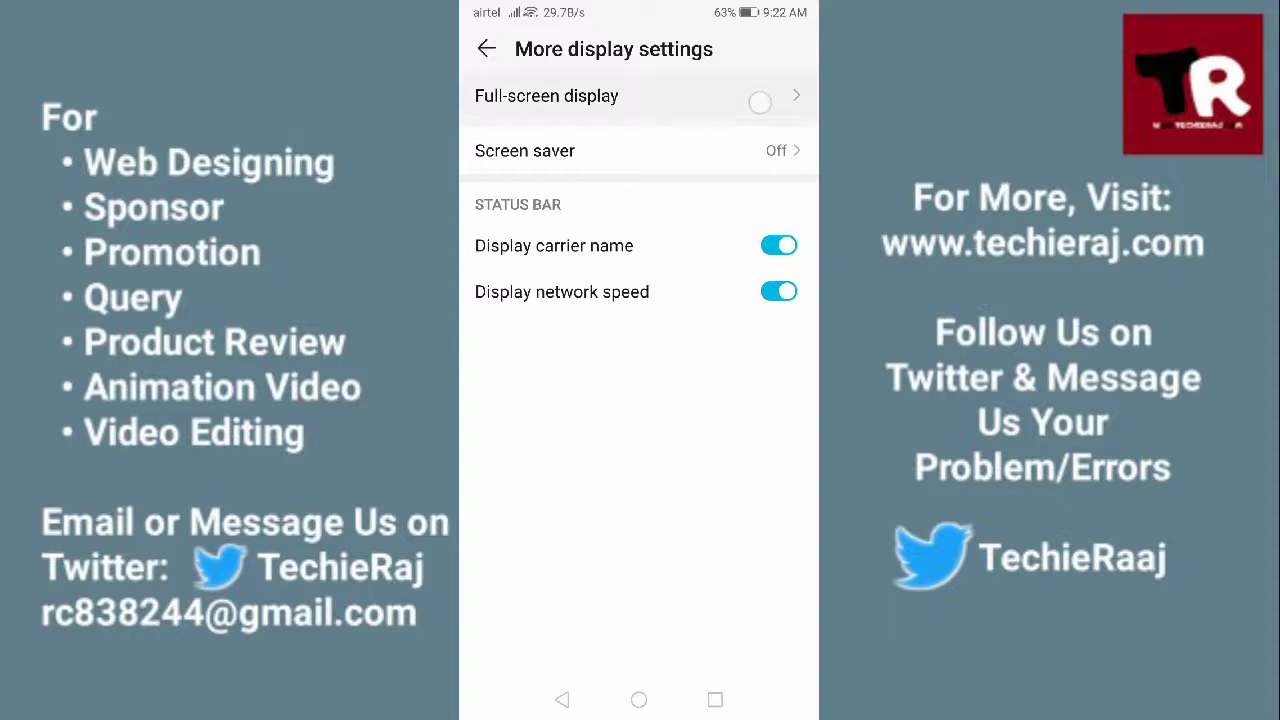 For
• Web Designing
• Sponsor
• Promotion
• Query
• Product Review
• Animation Video
• Video Editing
Email or Message Us on
Twitter: TechieRaj
rc838244@gmail.com
airtel 29.7B/s 63% 9:22 AM
More display settings
Full-screen display
Screen saver Off
STATUS BAR
Display carrier name
Display network speed
TR
For More, Visit:
www.techieraj.com
Follow Us on
Twitter & Message
Us Your
Problem/Errors
TechieRaaj